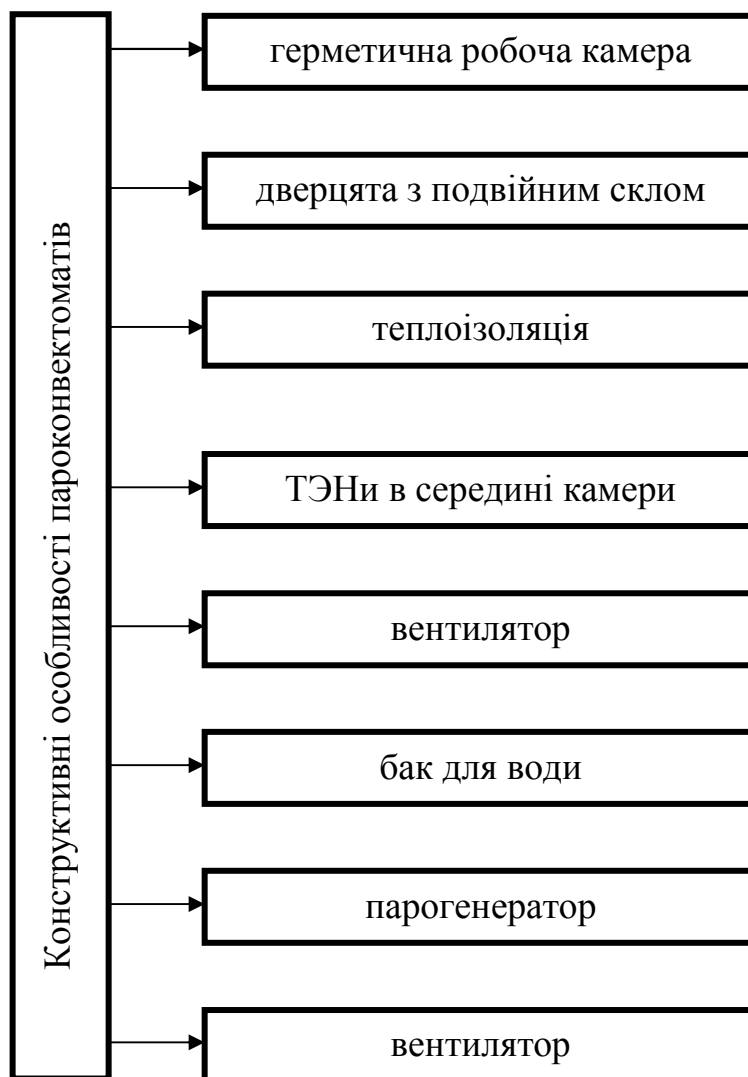 Конструктивні особливості пароконвектоматів
герметична робоча камера
дверцята з подвійним склом
теплоізоляція
ТЭНи в середині камери
вентилятор
бак для води
парогенератор
вентилятор